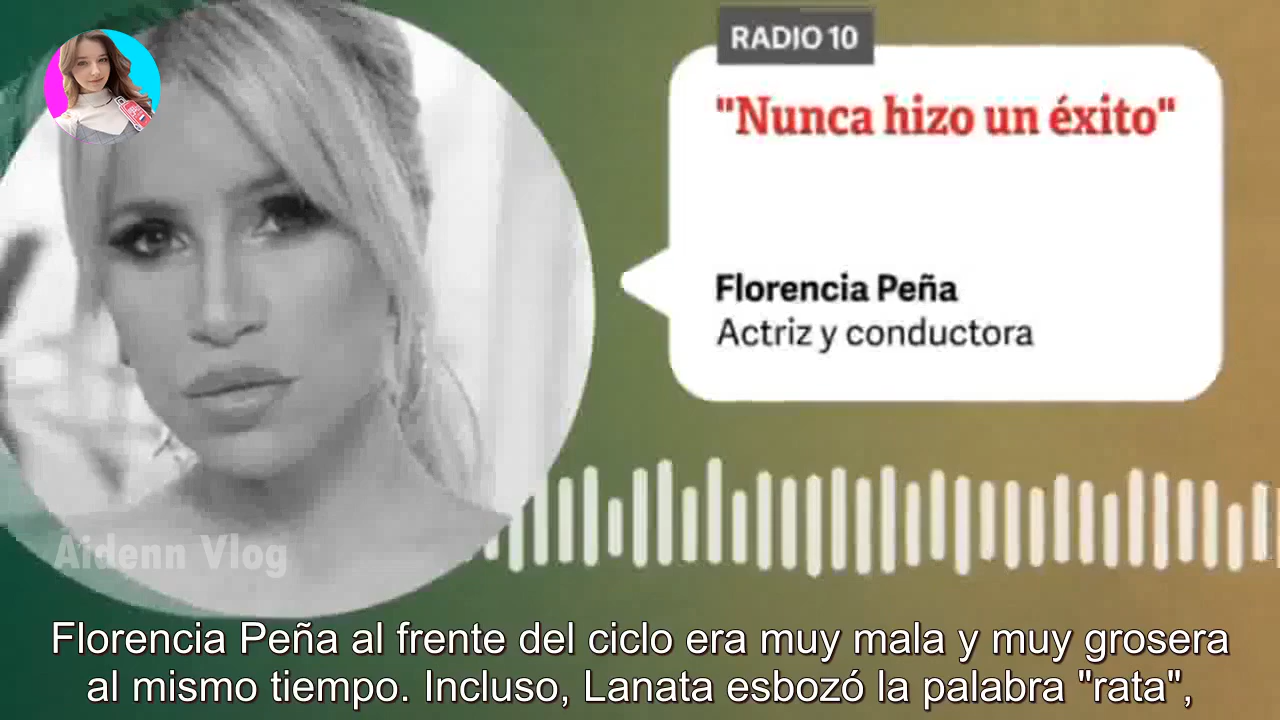 RADIO 10
"Nunca hizo un éxito"
Florencia Peña
Actriz y conductora
Aidenn Vlog
Florencia Peña al frente del ciclo era muy mala y muy grosera
al mismo tiempo. Incluso, Lanata esbozó la palabra "rata",